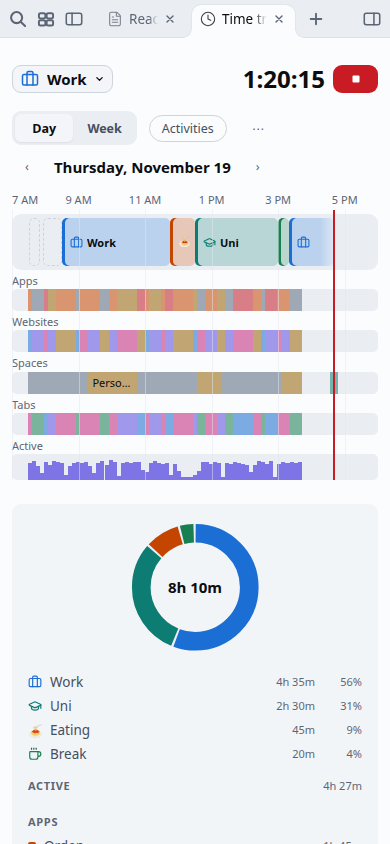 Time t
Work
1:20:15
Day
Week
Activities
Thursday, November 19
7 AM
9 AM
11 AM
1 PM
3 PM
5 PM
Work
Uni
Apps
Websites
Spaces
Perso...
Tabs
Active
8h 10m
Work 4h 35m 56%
Uni 2h 30m 31%
Eating 45m 9%
Break 20m 4%
ACTIVE 4h 27m
APPS